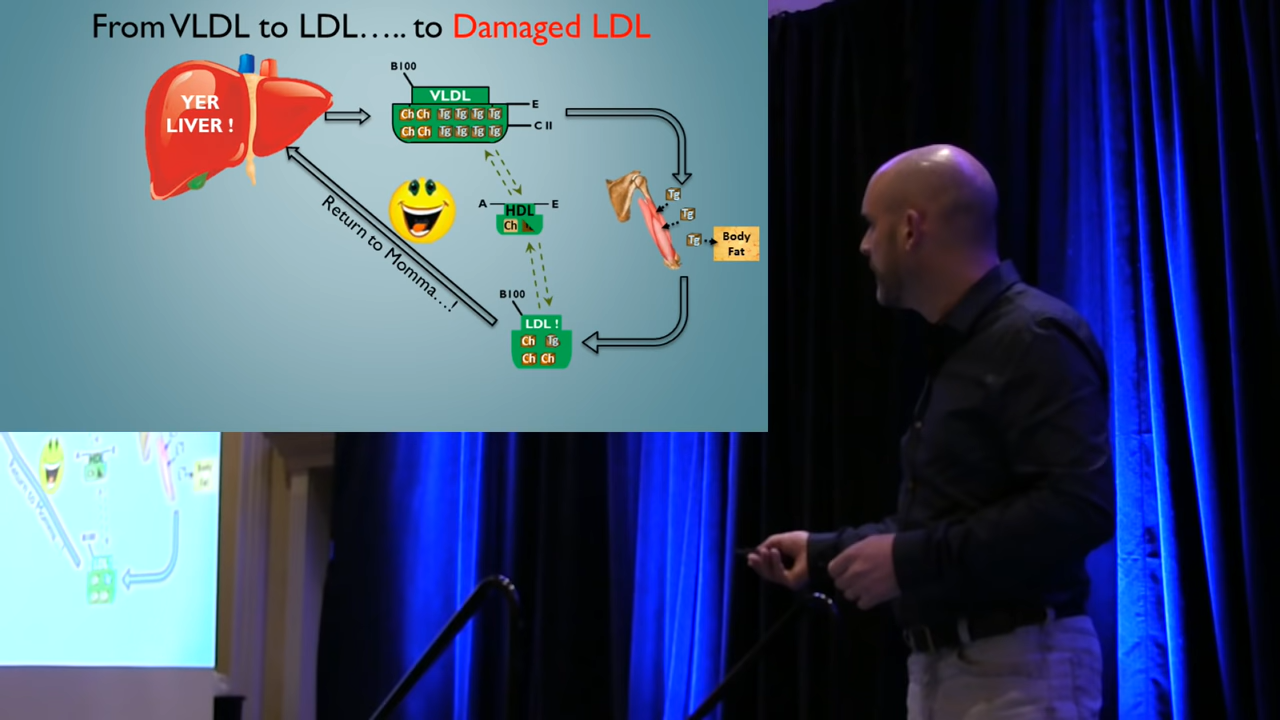 From VLDL to LDL..... to Damaged LDL
YER
LIVER !
B100
VLDL
Ch Ch Tg Tg Tg Tg
Ch Ch Tg Tg Tg Tg
E
C II
A
HDL
E
Ch
Return to Momma....!
Tg
Tg
Tg
Body
Fat
B100
LDL !
Ch Tg
Ch Ch